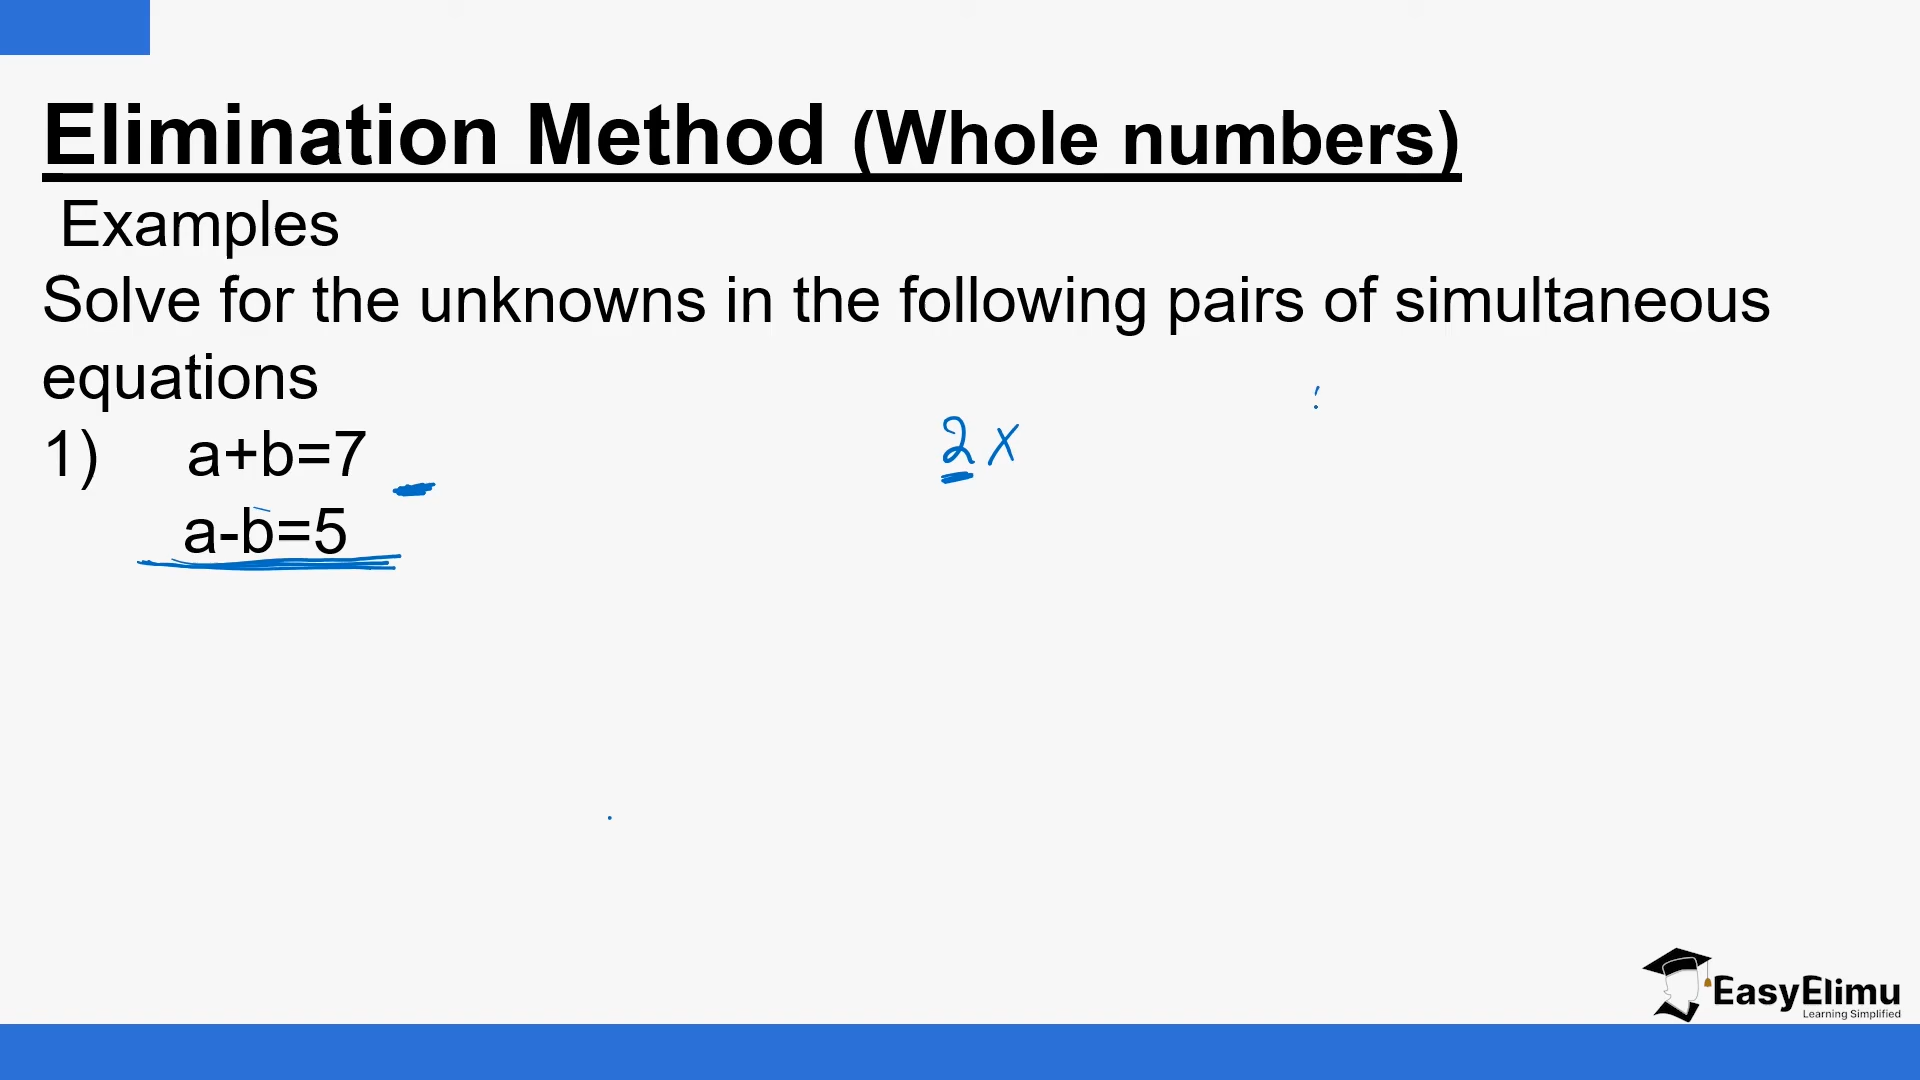 Elimination Method (Whole numbers)
Examples
Solve for the unknowns in the following pairs of simultaneous
equations
1) a+b=7
2x
a-b=5
EasyElimu
Learning Simplified